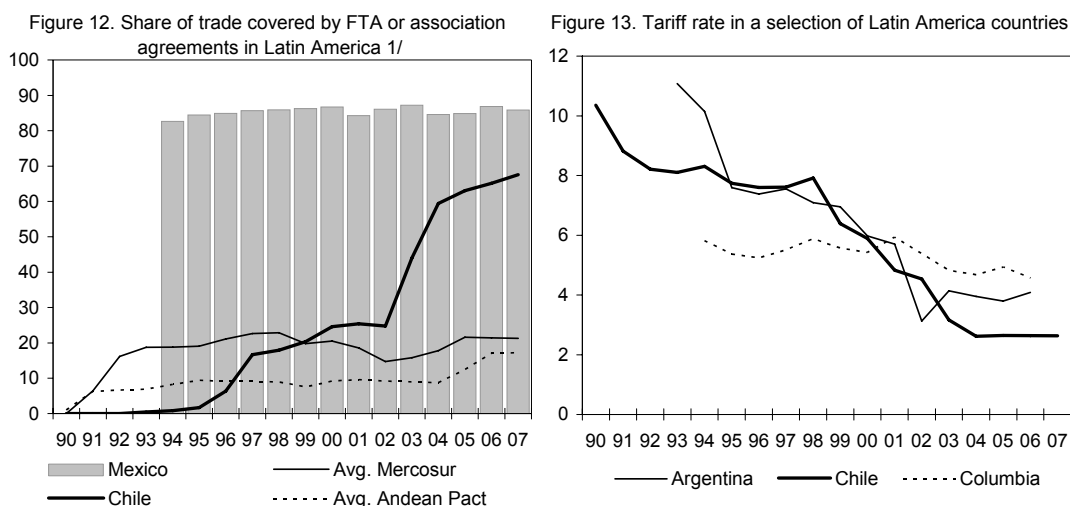 Figure 12. Share of trade covered by FTA or association
agreements in Latin America 1/
100
90
80
70
60
50
40
30
20
10
0
90 91 92 93 94 95 96 97 98 99 00 01 02 03 04 05 06 07
Mexico Avg. Mercosur
Chile Avg. Andean Pact
Figure 13. Tariff rate in a selection of Latin America countries
12
10
8
6
4
2
0
90 91 92 93 94 95 96 97 98 99 00 01 02 03 04 05 06 07
Argentina Chile Columbia